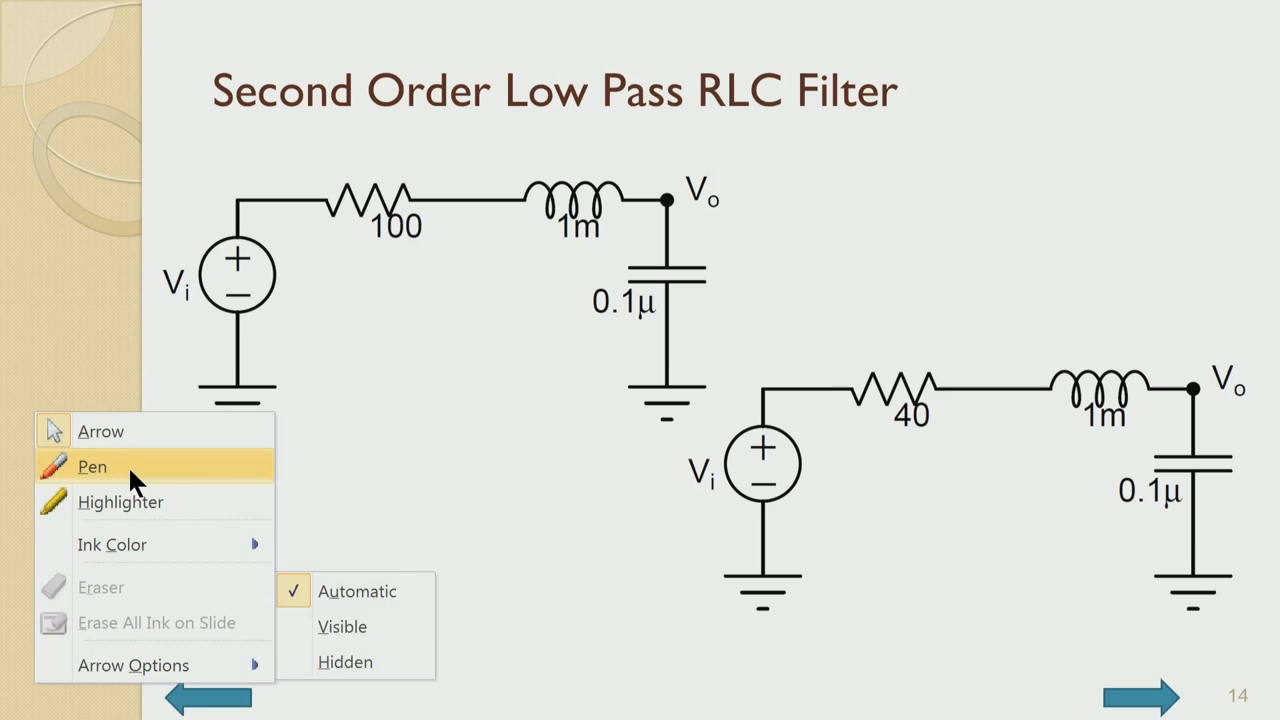 Second Order Low Pass RLC Filter
Vo
100
1m
Vi
+
−
0.1µ
Vo
40
1m
Vi
+
−
0.1µ
Arrow
Pen
Highlighter
Ink Color
Eraser
Erase All Ink on Slide
Arrow Options
✓ Automatic
Visible
Hidden
14